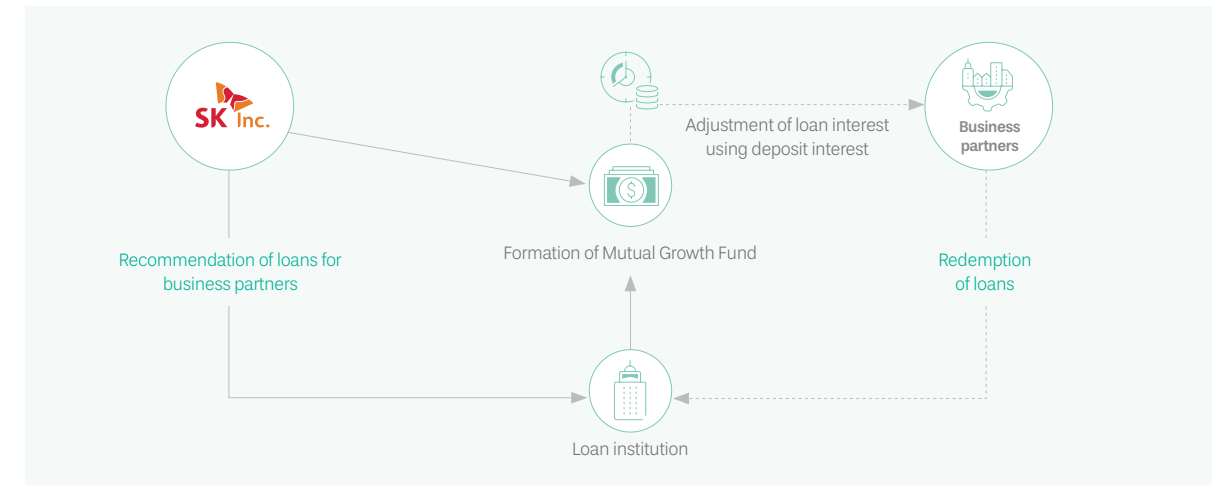 SK Inc.
Adjustment of loan interest
using deposit interest
Business
partners
$
Formation of Mutual Growth Fund
Recommendation of loans for
business partners
Redemption
of loans
Loan institution